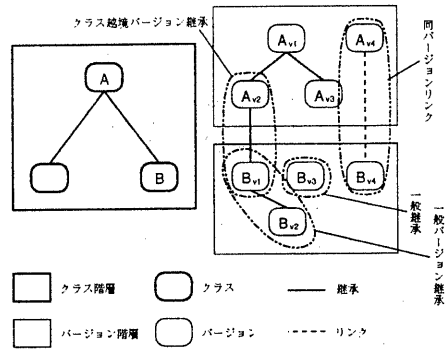 クラス越境バージョン継承
A
B
Av1
Av4
Av2
Av3
Bv1
Bv3
Bv4
Bv2
同バージョンリンク
一般継承
一般バージョン継承
クラス階層
クラス
継承
バージョン階層
バージョン
リンク